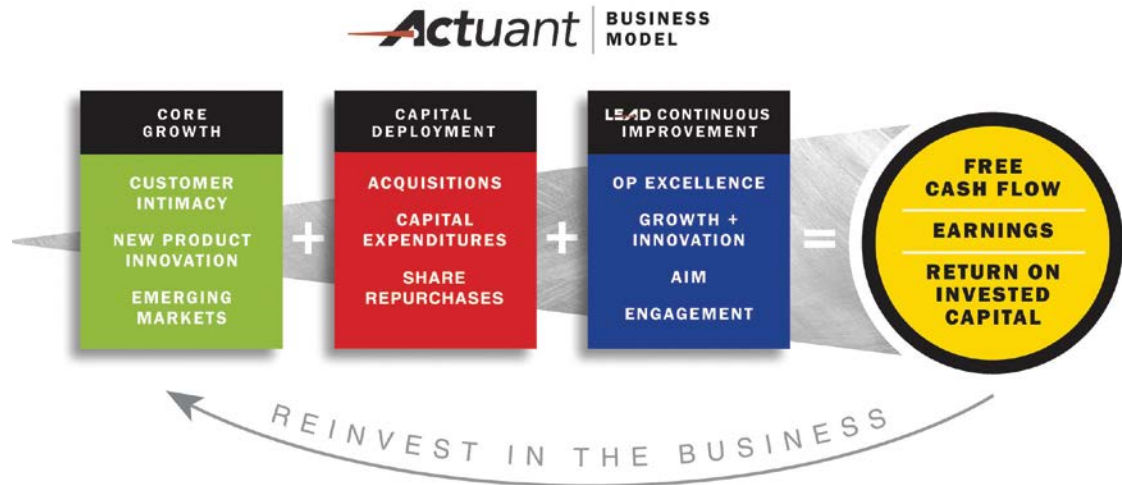 Actuant
BUSINESS
MODEL
CORE
GROWTH
CUSTOMER
INTIMACY
NEW PRODUCT
INNOVATION
EMERGING
MARKETS
+
CAPITAL
DEPLOYMENT
ACQUISITIONS
CAPITAL
EXPENDITURES
SHARE
REPURCHASES
+
LEAD CONTINUOUS
IMPROVEMENT
OP EXCELLENCE
GROWTH +
INNOVATION
AIM
ENGAGEMENT
=
FREE
CASH FLOW
EARNINGS
RETURN ON
INVESTED
CAPITAL
REINVEST IN THE BUSINESS